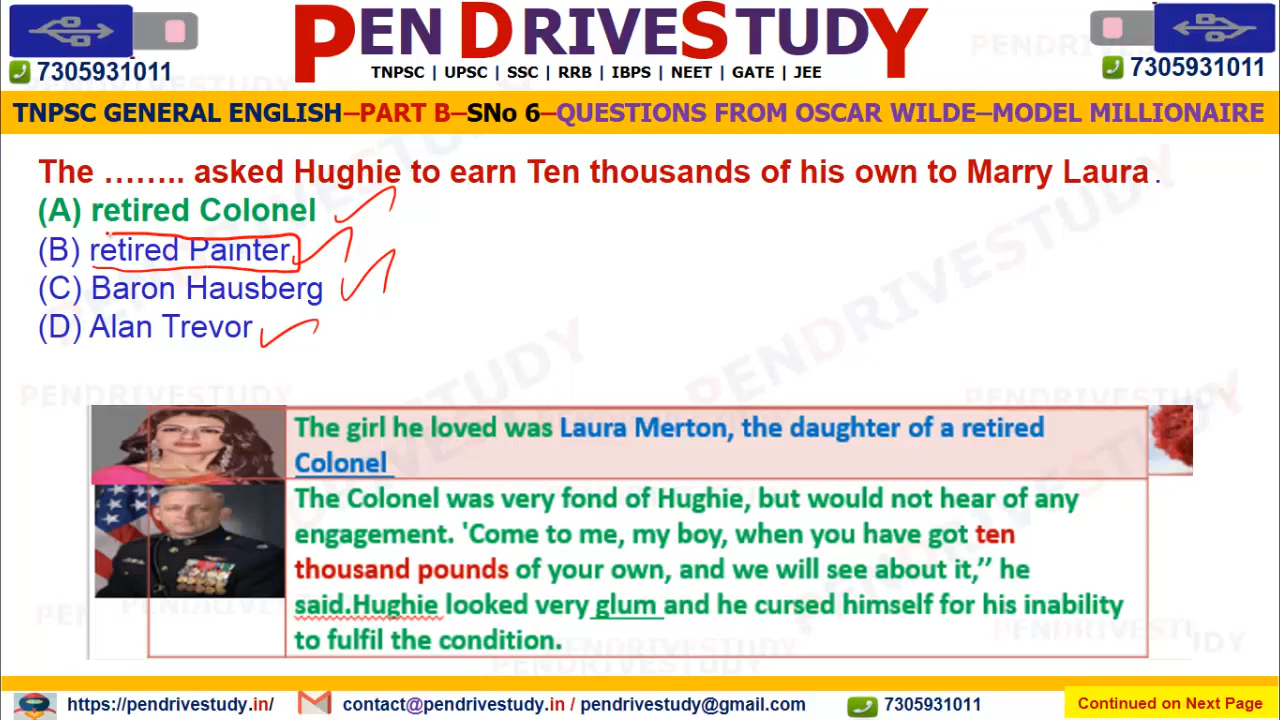 PEN DRIVESTUDY
TNPSC | UPSC | SSC | RRB | IBPS | NEET | GATE | JEE
7305931011
7305931011
TNPSC GENERAL ENGLISH–PART B–SNo 6–QUESTIONS FROM OSCAR WILDE–MODEL MILLIONAIRE
The …….. asked Hughie to earn Ten thousands of his own to Marry Laura .
(A) retired Colonel
(B) retired Painter
(C) Baron Hausberg
(D) Alan Trevor
The girl he loved was Laura Merton, the daughter of a retired
Colonel
The Colonel was very fond of Hughie, but would not hear of any
engagement. 'Come to me, my boy, when you have got ten
thousand pounds of your own, and we will see about it,’’ he
said.Hughie looked very glum and he cursed himself for his inability
to fulfil the condition.
PENDRIVESTUDY
https://pendrivestudy.in/
contact@pendrivestudy.in / pendrivestudy@gmail.com
7305931011
Continued on Next Page